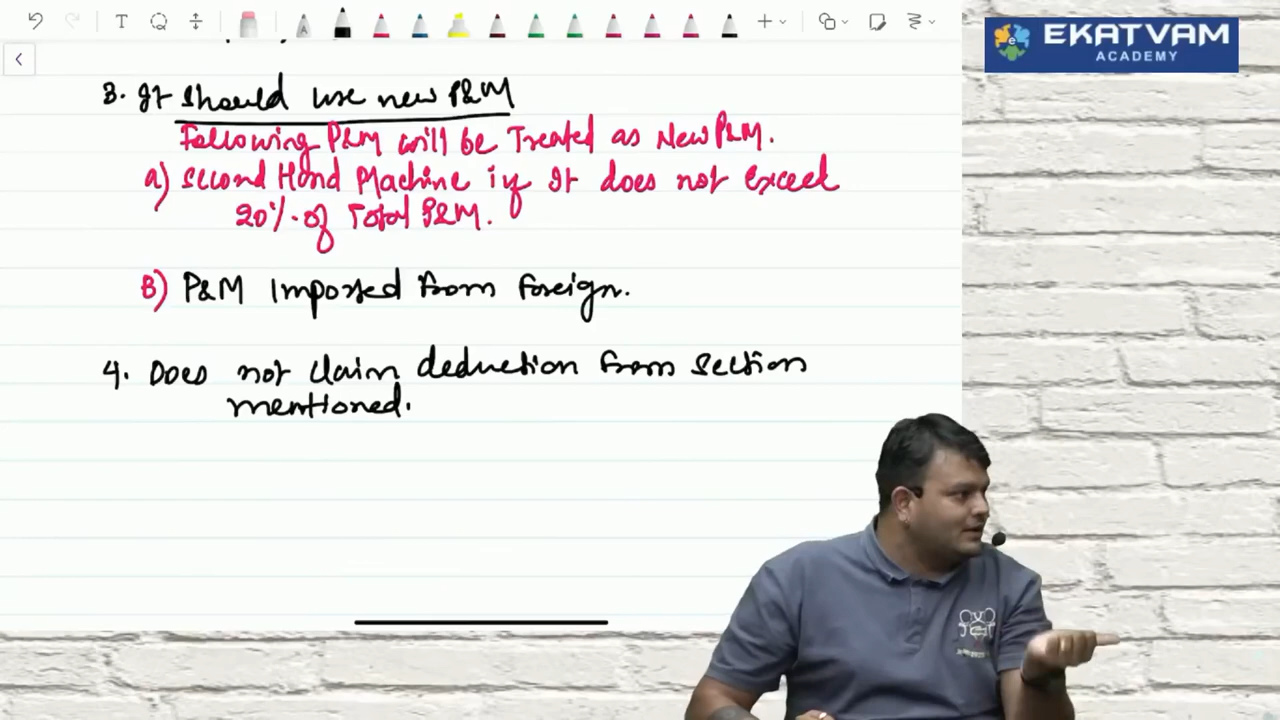 EKATVAM
ACADEMY
3. It should use new P&M
Following P&M will be Treated as New P&M.
a) Second Hand Machine if It does not Exceed
20% of Total P&M.
B) P&M Imported from Foreign.
4. Does not claim deduction from section
mentioned.